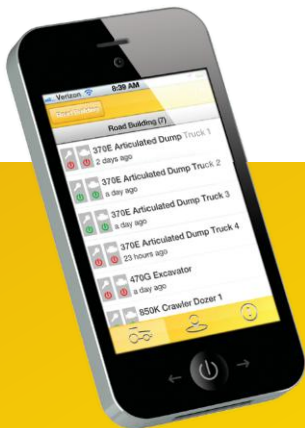 Verizon 8:39 AM
Road Building (7)
370E Articulated Dump Truck 1
2 days ago
370E Articulated Dump Truck 2
a day ago
370E Articulated Dump Truck 3
a day ago
370E Articulated Dump Truck 4
23 hours ago
470G Excavator
a day ago
850K Crawler Dozer 1